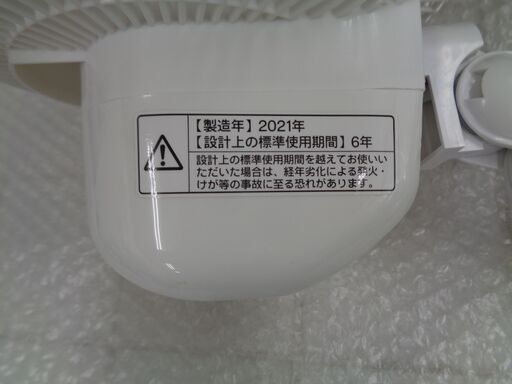 【製造年】2021年
【設計上の標準使用期間】6年
設計上の標準使用期間を越えてお使いい
ただいた場合は、経年劣化による発火・
けが等の事故に至る恐れがあります。